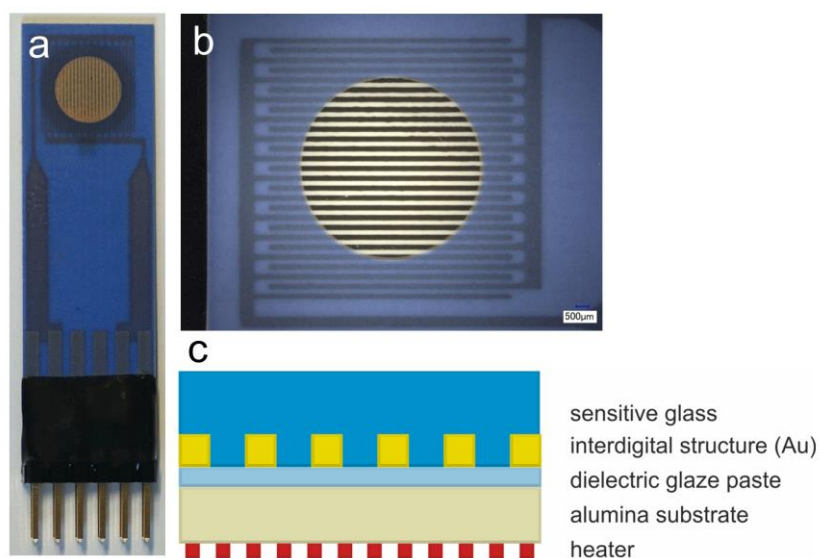 a
b
500µm
c
sensitive glass
interdigital structure (Au)
dielectric glaze paste
alumina substrate
heater